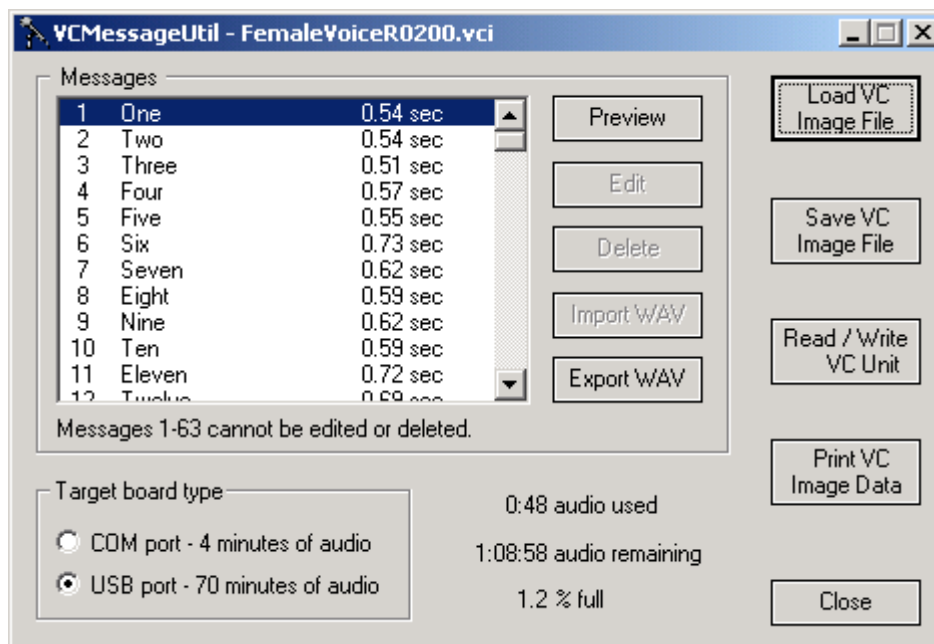 VCMessageUtil - FemaleVoiceR0200.vci
Messages
1 One 0.54 sec
2 Two 0.54 sec
3 Three 0.51 sec
4 Four 0.57 sec
5 Five 0.55 sec
6 Six 0.73 sec
7 Seven 0.62 sec
8 Eight 0.59 sec
9 Nine 0.62 sec
10 Ten 0.59 sec
11 Eleven 0.72 sec
12 Twelve 0.69 sec
Messages 1-63 cannot be edited or deleted.
Preview
Edit
Delete
Import WAV
Export WAV
Load VC
Image File
Save VC
Image File
Read / Write
VC Unit
Print VC
Image Data
Close
Target board type
COM port - 4 minutes of audio
USB port - 70 minutes of audio
0:48 audio used
1:08:58 audio remaining
1.2 % full